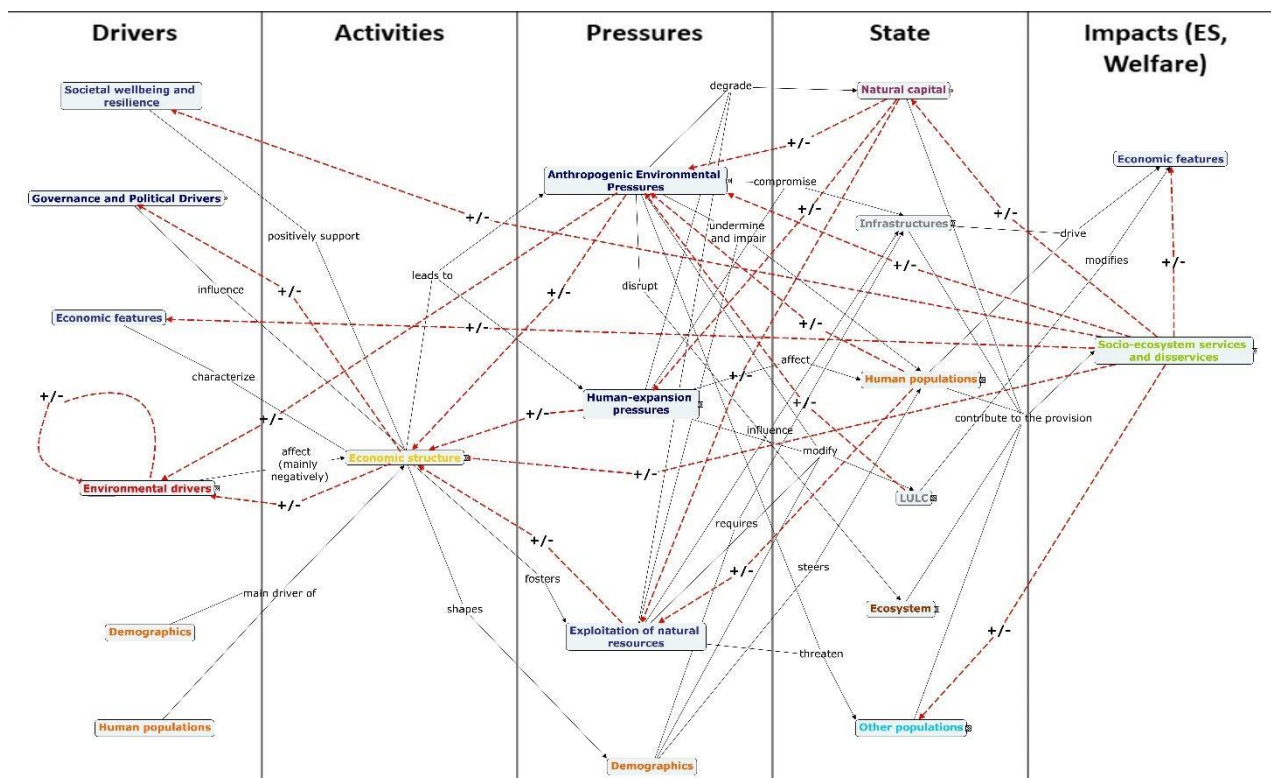 Drivers
Activities
Pressures
State
Impacts (ES,
Welfare)
Societal wellbeing and
resilience
Governance and Political Drivers
Economic features
Environmental drivers
Demographics
Human populations
positively support
influence
characterize
affect
(mainly
negatively)
main driver of
+/-
+/-
+/-
+/-
Economic structure
leads to
fosters
shapes
+/-
+/-
+/-
+/-
+/-
+/-
degrade
Anthropogenic Environmental
Pressures
compromise
undermine
and impair
disrupt
Human-expansion
pressures
affect
influence
modify
requires
steers
Exploitation of natural
resources
threaten
Demographics
+/-
+/-
+/-
+/-
+/-
+/-
Natural capital
Infrastructures
Human populations
LULC
Ecosystem
Other populations
drive
modifies
contribute to the provision
+/-
+/-
+/-
Economic features
Socio-ecosystem services
and disservices